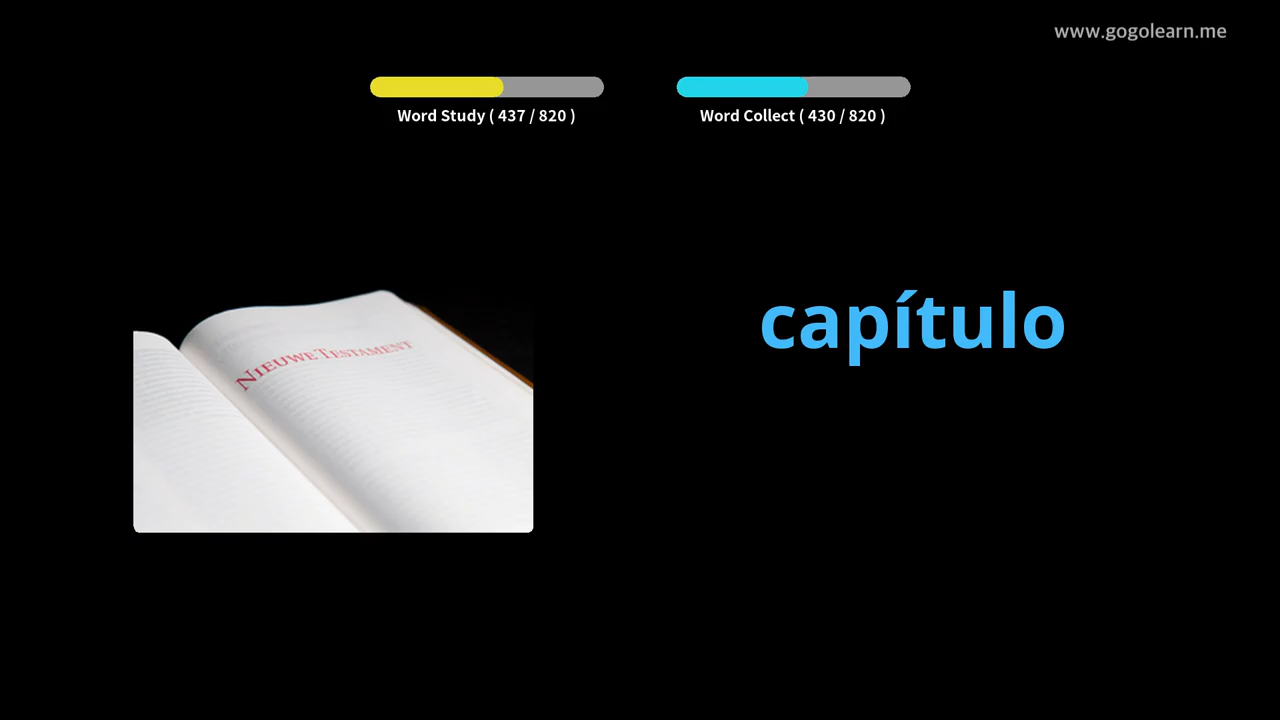 www.gogolearn.me
Word Study ( 437 / 820 )
Word Collect ( 430 / 820 )
capítulo
NIEUWE TESTAMENT